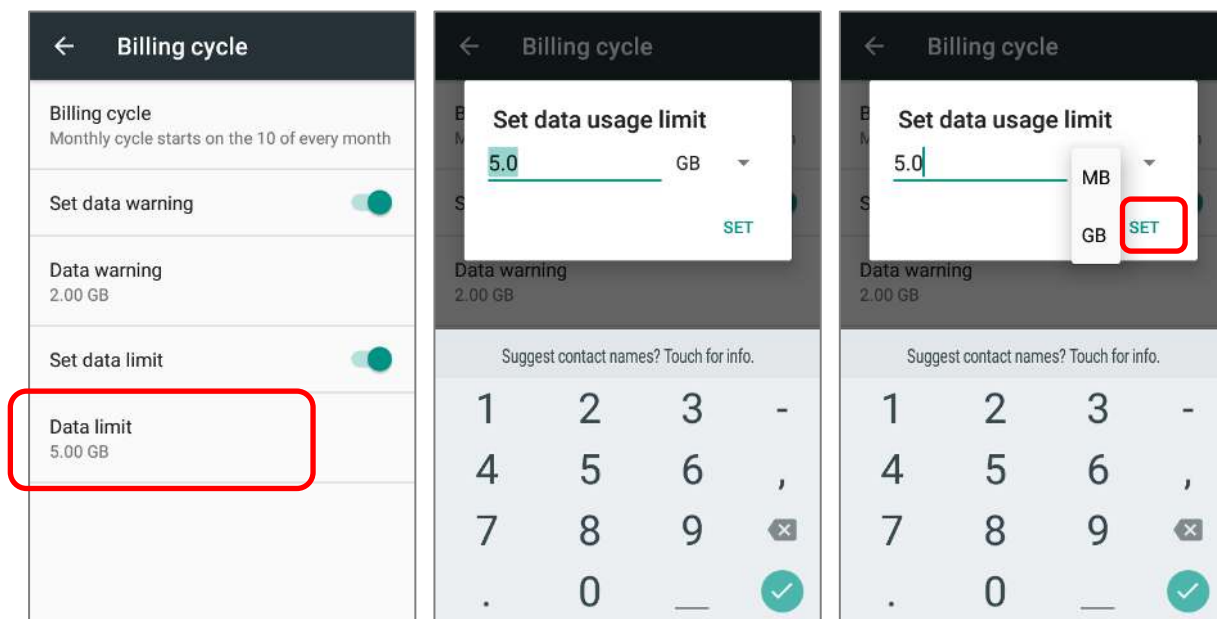 Billing cycle
Billing cycle
Monthly cycle starts on the 10 of every month
Set data warning
Data warning
2.00 GB
Set data limit
Data limit
5.00 GB
Billing cycle
B
M
Set data usage limit
5.0 GB
S
SET
Data warning
2.00 GB
Suggest contact names? Touch for info.
1 2 3 -
4 5 6 ,
7 8 9
. 0 _
Billing cycle
B
M
Set data usage limit
5.0
MB
GB
S
SET
Data warning
2.00 GB
Suggest contact names? Touch for info.
1 2 3 -
4 5 6 ,
7 8 9
. 0 _